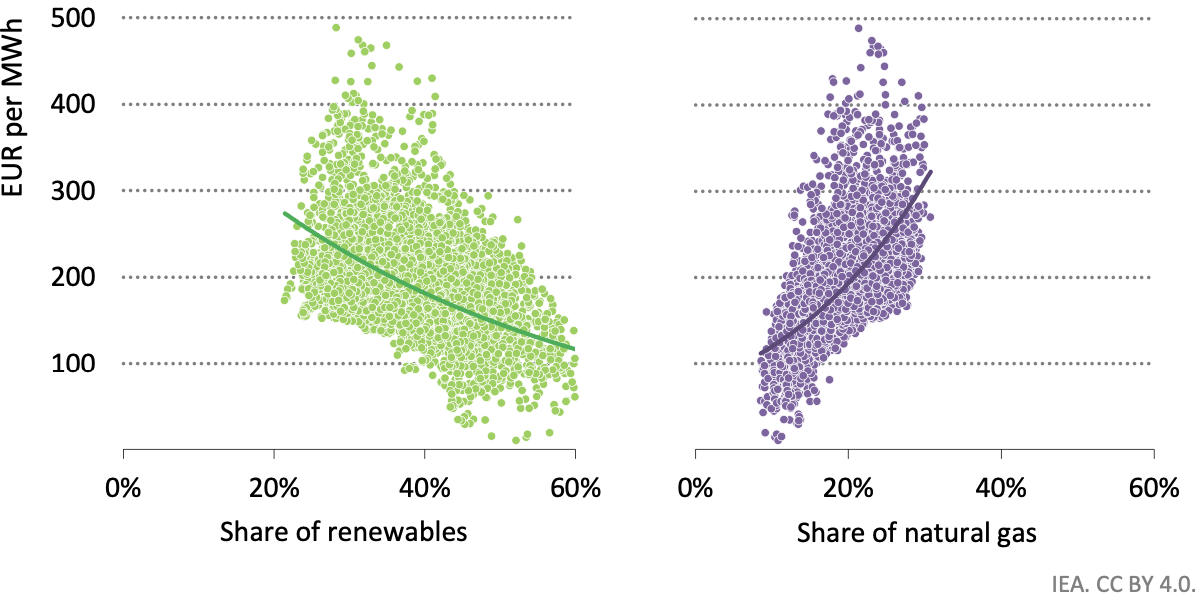 EUR per MWh
500
400
300
200
100
0% 20% 40% 60%
Share of renewables
0% 20% 40% 60%
Share of natural gas
IEA. CC BY 4.0.